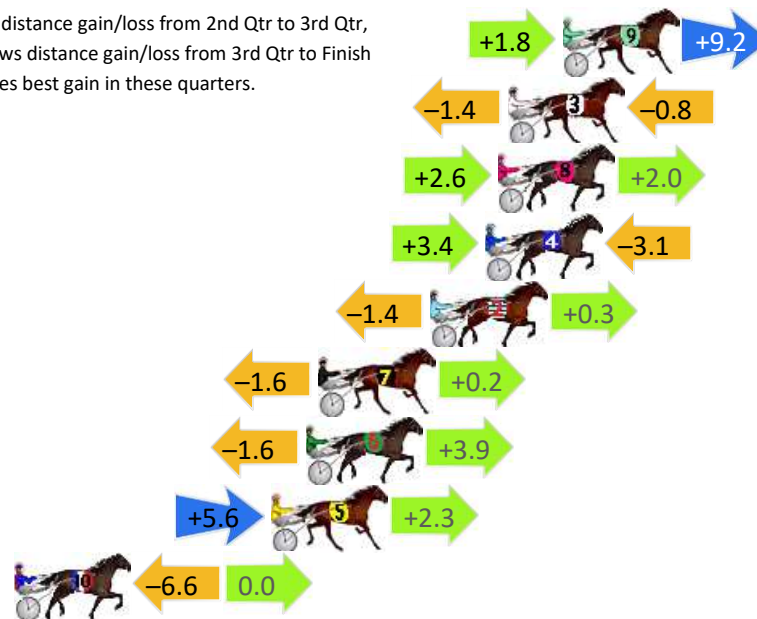 distance gain/loss from 2nd Qtr to 3rd Qtr,
ws distance gain/loss from 3rd Qtr to Finish
es best gain in these quarters.
+1.8 9 +9.2
–1.4 3 –0.8
+2.6 8 +2.0
+3.4 4 –3.1
–1.4 +0.3
–1.6 7 +0.2
–1.6 +3.9
+5.6 5 +2.3
10 –6.6 0.0